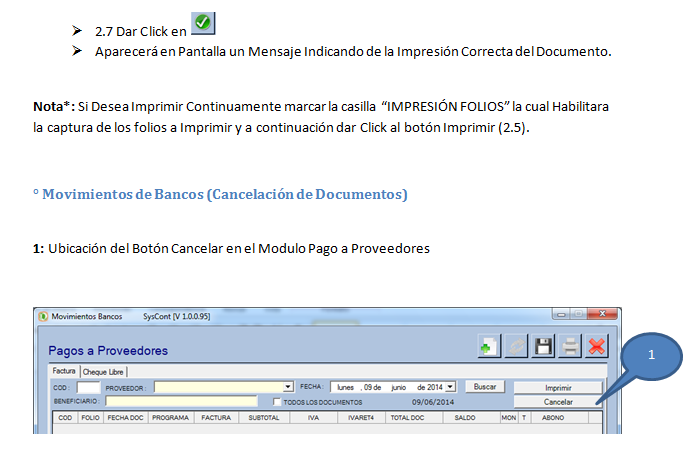 ➢ 2.7 Dar Click en
➢ Aparecerá en Pantalla un Mensaje Indicando de la Impresión Correcta del Documento.
Nota*: Si Desea Imprimir Continuamente marcar la casilla “IMPRESIÓN FOLIOS” la cual Habilitara
la captura de los folios a Imprimir y a continuación dar Click al botón Imprimir (2.5).
° Movimientos de Bancos (Cancelación de Documentos)
1: Ubicación del Botón Cancelar en el Modulo Pago a Proveedores
Movimientos Bancos SysCont [V 1.0.0.95]
Pagos a Proveedores
1
Factura Cheque Libre
COD: PROVEEDOR: FECHA: lunes , 09 de junio de 2014 Buscar Imprimir
BENEFICIARIO: TODOS LOS DOCUMENTOS 09/06/2014 Cancelar
COD FOLIO FECHA DOC PROGRAMA FACTURA SUBTOTAL IVA IVARET4 TOTAL DOC SALDO MON T ABONO